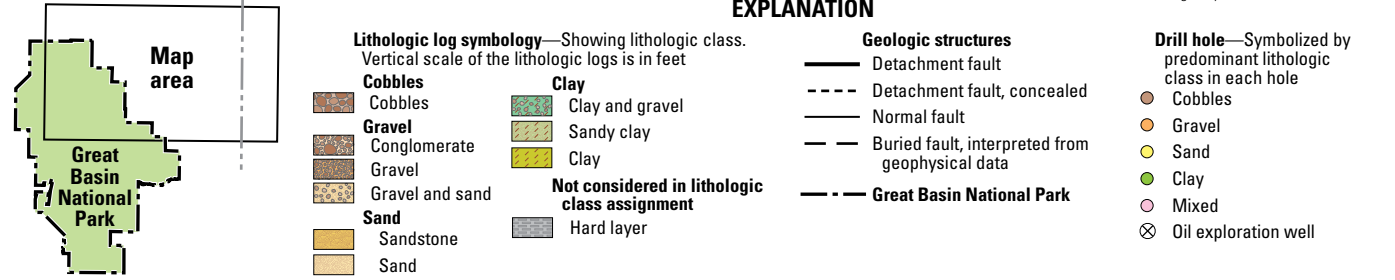 EXPLANATION
Map
area
Great
Basin
National
Park
Lithologic log symbology—Showing lithologic class.
Vertical scale of the lithologic logs is in feet
Cobbles
Cobbles
Gravel
Conglomerate
Gravel
Gravel and sand
Sand
Sandstone
Sand
Clay
Clay and gravel
Sandy clay
Clay
Not considered in lithologic
class assignment
Hard layer
Geologic structures
Detachment fault
Detachment fault, concealed
Normal fault
Buried fault, interpreted from
geophysical data
Great Basin National Park
Drill hole—Symbolized by
predominant lithologic
class in each hole
Cobbles
Gravel
Sand
Clay
Mixed
Oil exploration well